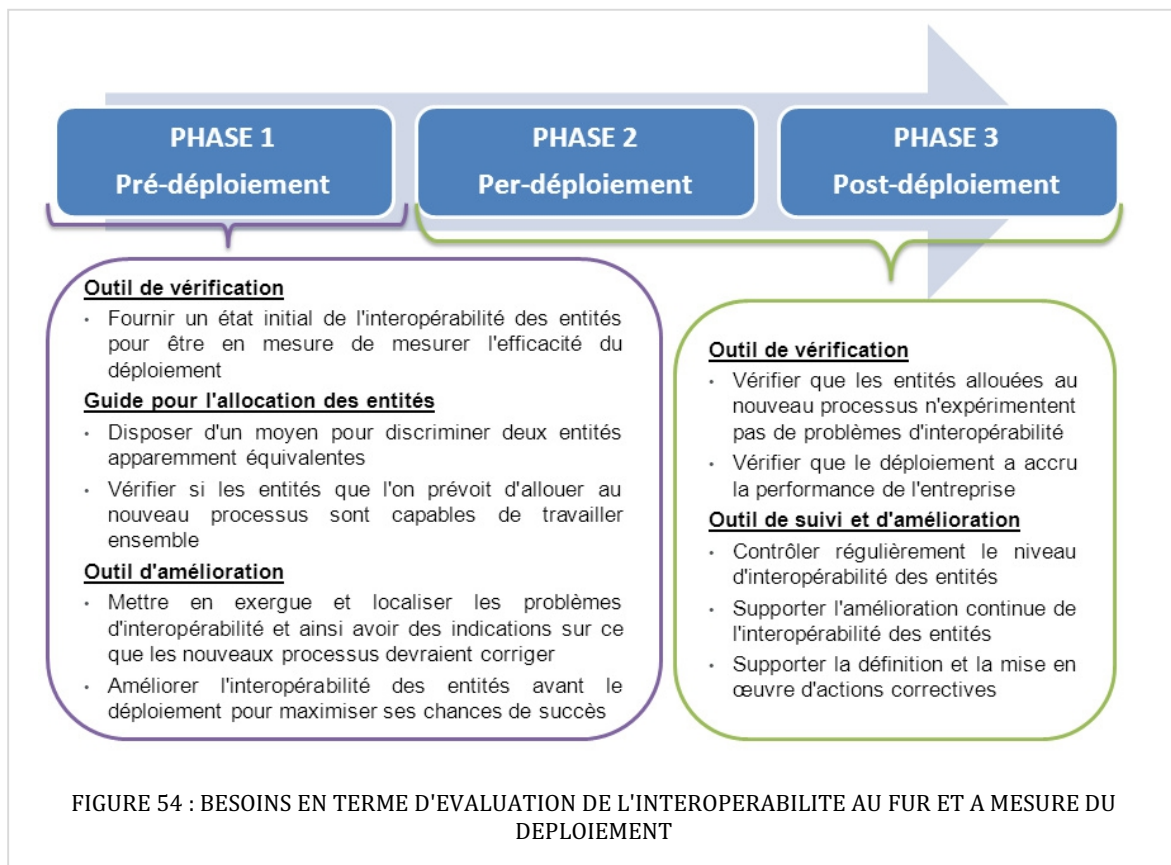 PHASE 1
Pré-déploiement
PHASE 2
Per-déploiement
PHASE 3
Post-déploiement
Outil de vérification
• Fournir un état initial de l'interopérabilité des entités
pour être en mesure de mesurer l'efficacité du
déploiement
Guide pour l'allocation des entités
• Disposer d'un moyen pour discriminer deux entités
apparemment équivalentes
• Vérifier si les entités que l'on prévoit d'allouer au
nouveau processus sont capables de travailler
ensemble
Outil d'amélioration
• Mettre en exergue et localiser les problèmes
d'interopérabilité et ainsi avoir des indications sur ce
que les nouveaux processus devraient corriger
• Améliorer l'interopérabilité des entités avant le
déploiement pour maximiser ses chances de succès
Outil de vérification
• Vérifier que les entités allouées au
nouveau processus n'expérimentent
pas de problèmes d'interopérabilité
• Vérifier que le déploiement a accru
la performance de l'entreprise
Outil de suivi et d'amélioration
• Contrôler régulièrement le niveau
d'interopérabilité des entités
• Supporter l'amélioration continue de
l'interopérabilité des entités
• Supporter la définition et la mise en
œuvre d'actions correctives
FIGURE 54 : BESOINS EN TERME D'EVALUATION DE L'INTEROPERABILITE AU FUR ET A MESURE DU
DEPLOIEMENT